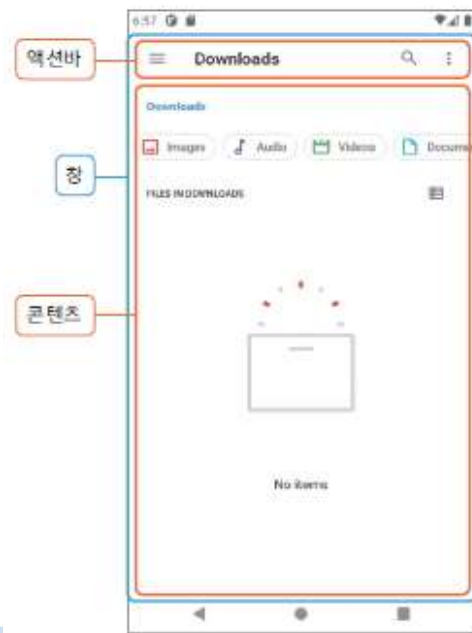 6:57
액션바
Downloads
창
Downloads
Images Audio Videos Docume
FILES IN DOWNLOADS
콘텐츠
No items